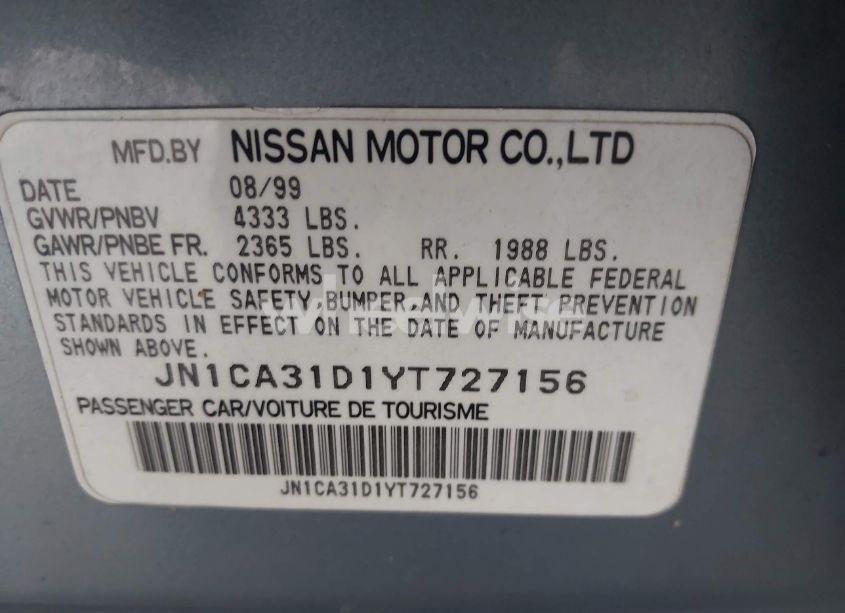 MFD.BY NISSAN MOTOR CO.,LTD
DATE 08/99
GVWR/PNBV 4333 LBS.
GAWR/PNBE FR. 2365 LBS. RR. 1988 LBS.
THIS VEHICLE CONFORMS TO ALL APPLICABLE FEDERAL
MOTOR VEHICLE SAFETY,BUMPER,AND THEFT PREVENTION
STANDARDS IN EFFECT ON THE DATE OF MANUFACTURE
SHOWN ABOVE.
JN1CA31D1YT727156
PASSENGER CAR/VOITURE DE TOURISME
JN1CA31D1YT727156